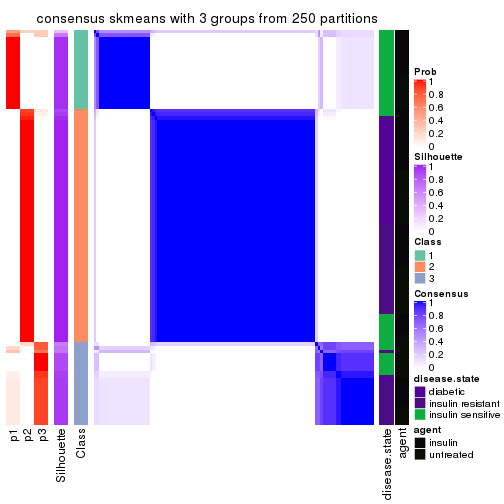 consensus skmeans with 3 groups from 250 partitions
Prob
1
0.8
0.6
0.4
0.2
0
Silhouette
1
0.8
0.6
0.4
0.2
0
Class
1
2
3
Consensus
1
0.8
0.6
0.4
0.2
0
disease.state
diabetic
insulin resistant
insulin sensitive
agent
insulin
untreated
p1
p2
p3
Silhouette
Class
disease.state
agent